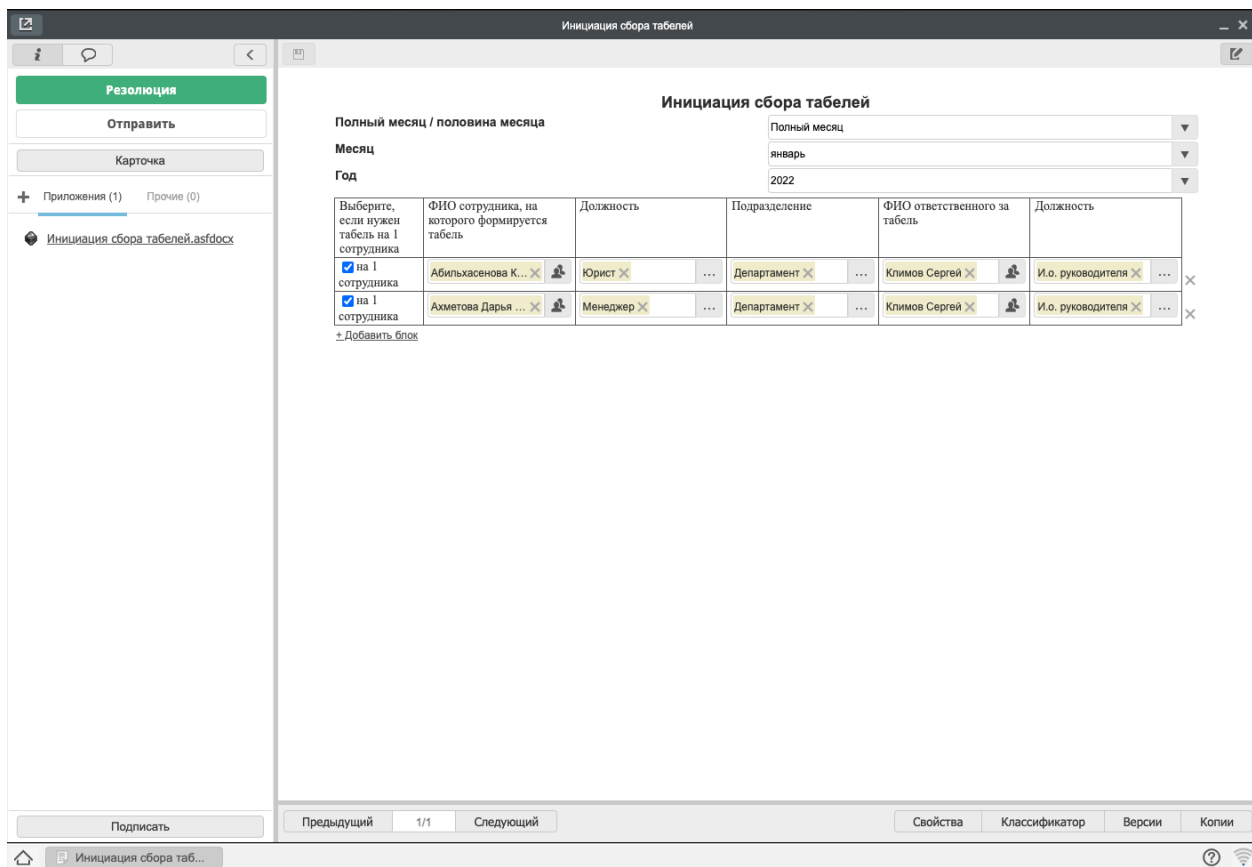 Инициация сбора табелей
Резолюция
Отправить
Карточка
Приложения (1) Прочие (0)
Инициация сбора табелей.asfdocx
Подписать
Инициация сбора табелей
Полный месяц / половина месяца
Полный месяц
Месяц
январь
Год
2022
Выберите, если нужен табель на 1 сотрудника
ФИО сотрудника, на которого формируется табель
Должность
Подразделение
ФИО ответственного за табель
Должность
на 1 сотрудника
Абильхасенова К...
Юрист
...
Департамент
...
Климов Сергей
И.о. руководителя
...
на 1 сотрудника
Ахметова Дарья ...
Менеджер
...
Департамент
...
Климов Сергей
И.о. руководителя
...
+ Добавить блок
Предыдущий 1/1 Следующий Свойства Классификатор Версии Копии
Инициация сбора таб...